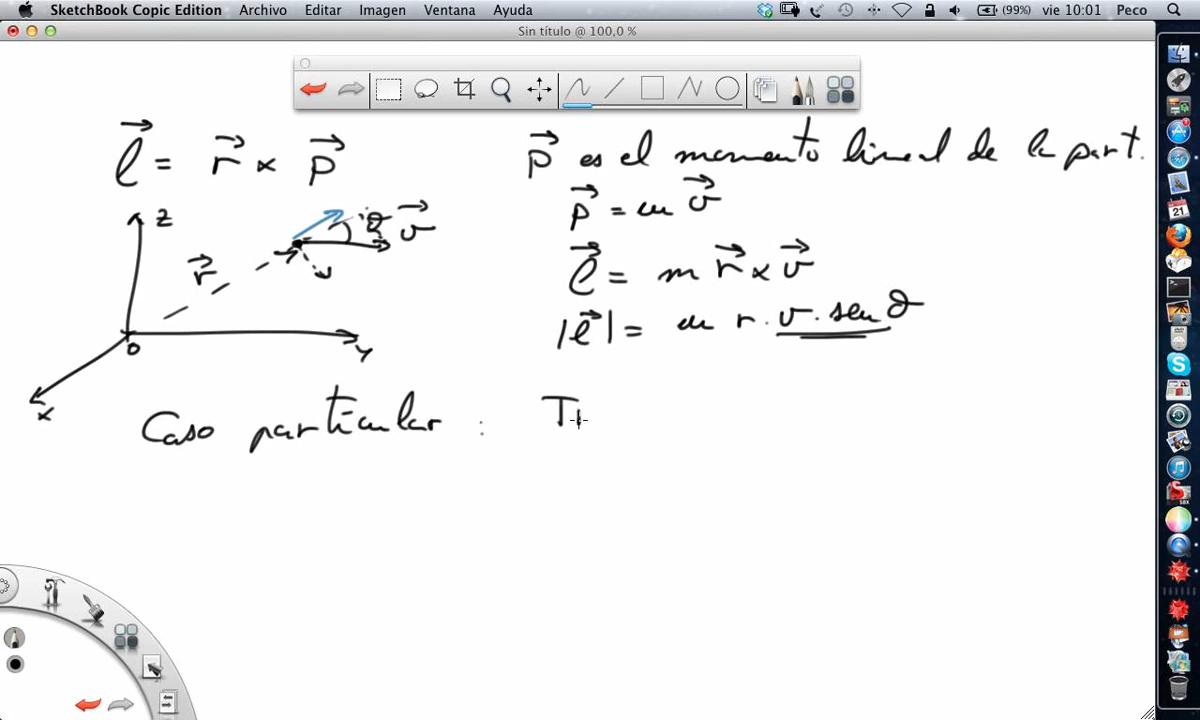 SketchBook Copic Edition Archivo Editar Imagen Ventana Ayuda (99%) vie 10:01 Peco
Sin título @ 100,0 %
l⃗ = r⃗ × p⃗
p⃗ es el momento lineal de la part.
p⃗ = m v⃗
z
θ v⃗
r⃗
l⃗ = m r⃗ × v⃗
|l⃗| = m r . v . sen θ
O
Y
X
Caso particular : T
21